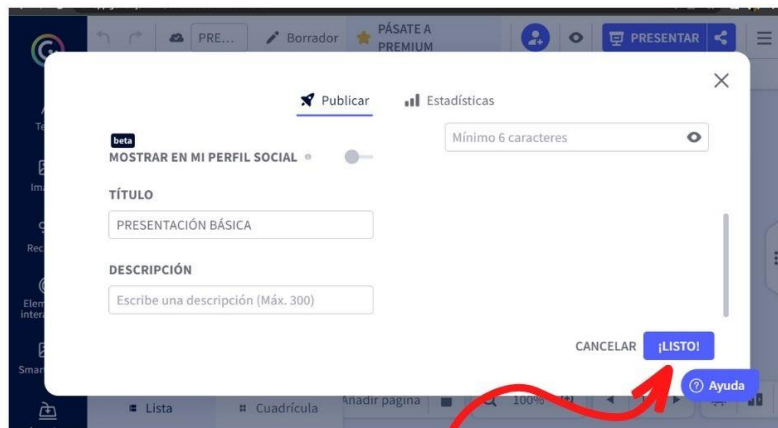 PRE...
Borrador
PÁSATE A
PREMIUM
PRESENTAR
Publicar
Estadísticas
beta
MOSTRAR EN MI PERFIL SOCIAL
Mínimo 6 caracteres
TÍTULO
PRESENTACIÓN BÁSICA
DESCRIPCIÓN
Escribe una descripción (Máx. 300)
CANCELAR
¡LISTO!
Ayuda
Lista
Cuadrícula
Añadir página
100%